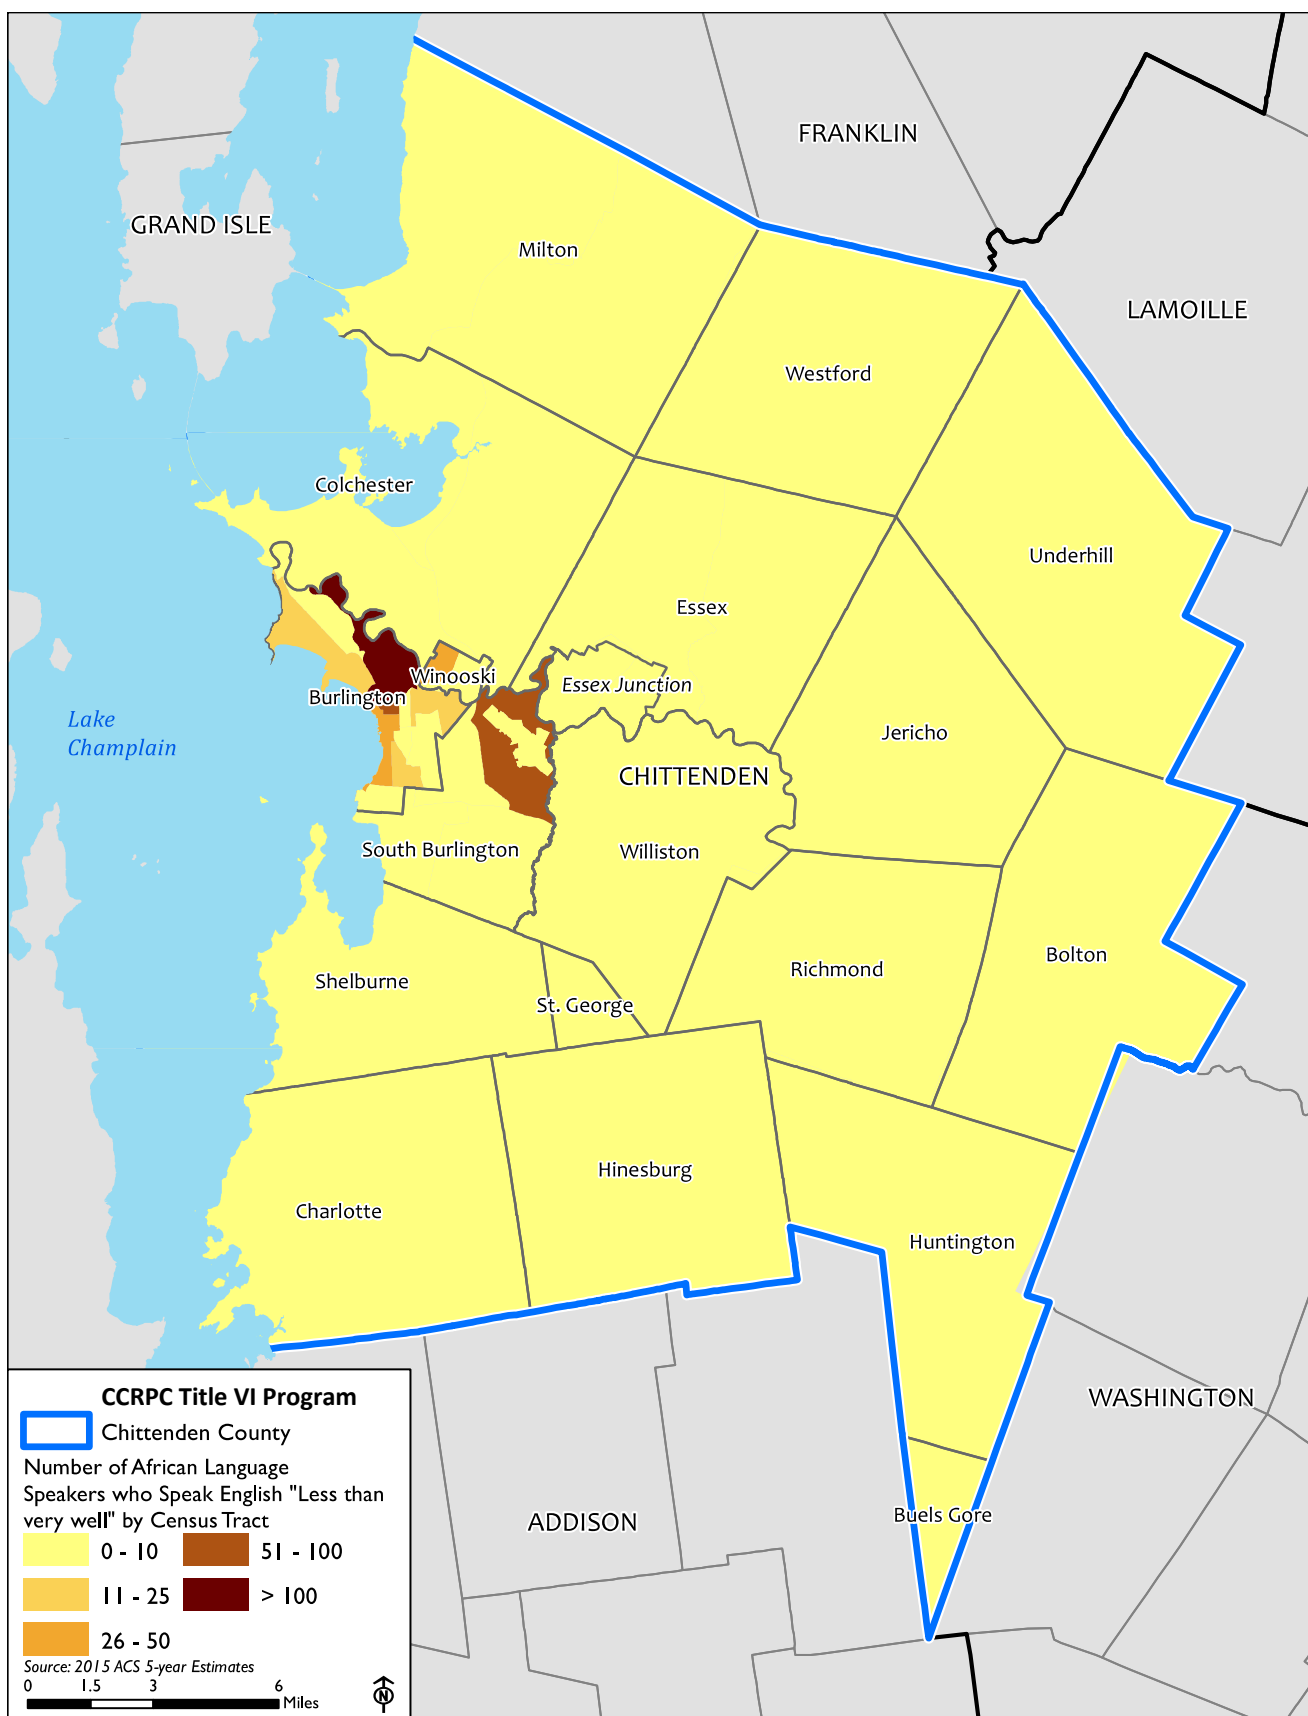 FRANKLIN
GRAND ISLE
Milton
LAMOILLE
Westford
Colchester
Underhill
Essex
Winooski
Essex Junction
Burlington
Lake
Champlain
Jericho
CHITTENDEN
South Burlington
Williston
Bolton
Richmond
Shelburne
St. George
Hinesburg
Charlotte
Huntington
WASHINGTON
Buels Gore
ADDISON
CCRPC Title VI Program
Chittenden County
Number of African Language
Speakers who Speak English "Less than
very well" by Census Tract
0 - 10
51 - 100
11 - 25
> 100
26 - 50
Source: 2015 ACS 5-year Estimates
0 1.5 3 6
Miles
N